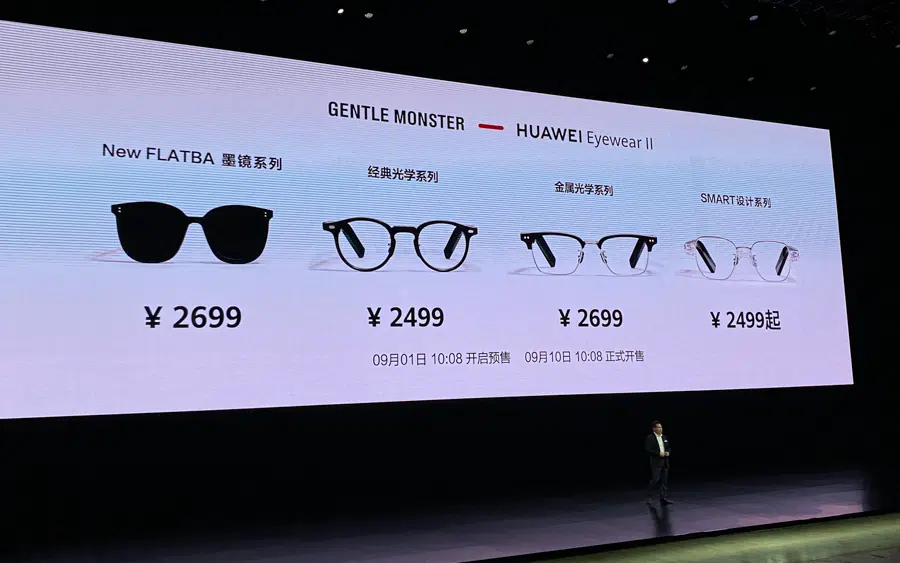 GENTLE MONSTER — HUAWEI Eyewear II
New FLATBA 墨镜系列
¥ 2699
经典光学系列
¥ 2499
金属光学系列
¥ 2699
SMART设计系列
¥ 2499起
09月01日 10:08 开启预售 09月10日 10:08 正式开售